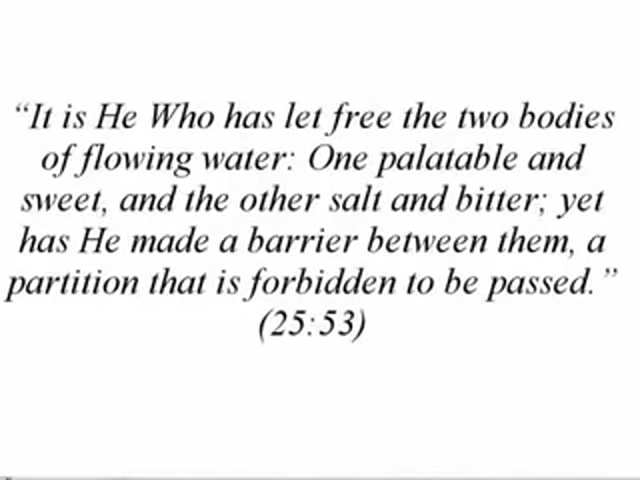 “It is He Who has let free the two bodies
of flowing water: One palatable and
sweet, and the other salt and bitter; yet
has He made a barrier between them, a
partition that is forbidden to be passed.”
(25:53)